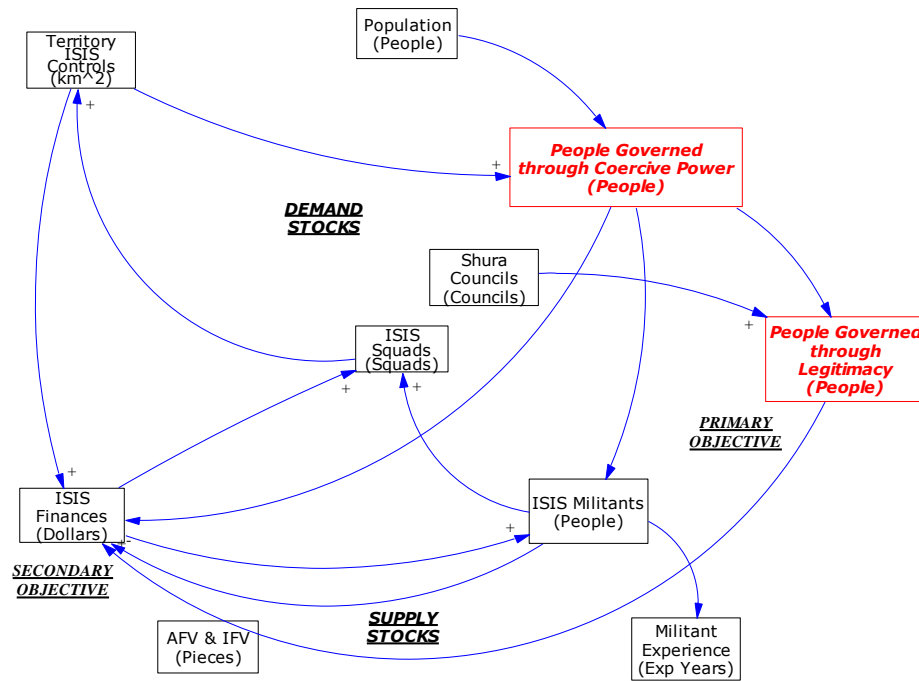 Population
(People)
Territory
ISIS
Controls
(km^2)
+
People Governed
through Coercive Power
(People)
+
DEMAND
STOCKS
Shura
Councils
(Councils)
+
People Governed
through
Legitimacy
(People)
ISIS
Squads
(Squads)
+
+
PRIMARY
OBJECTIVE
+
ISIS
Finances
(Dollars)
ISIS Militants
(People)
+
+
-
SECONDARY
OBJECTIVE
SUPPLY
STOCKS
AFV & IFV
(Pieces)
Militant
Experience
(Exp Years)